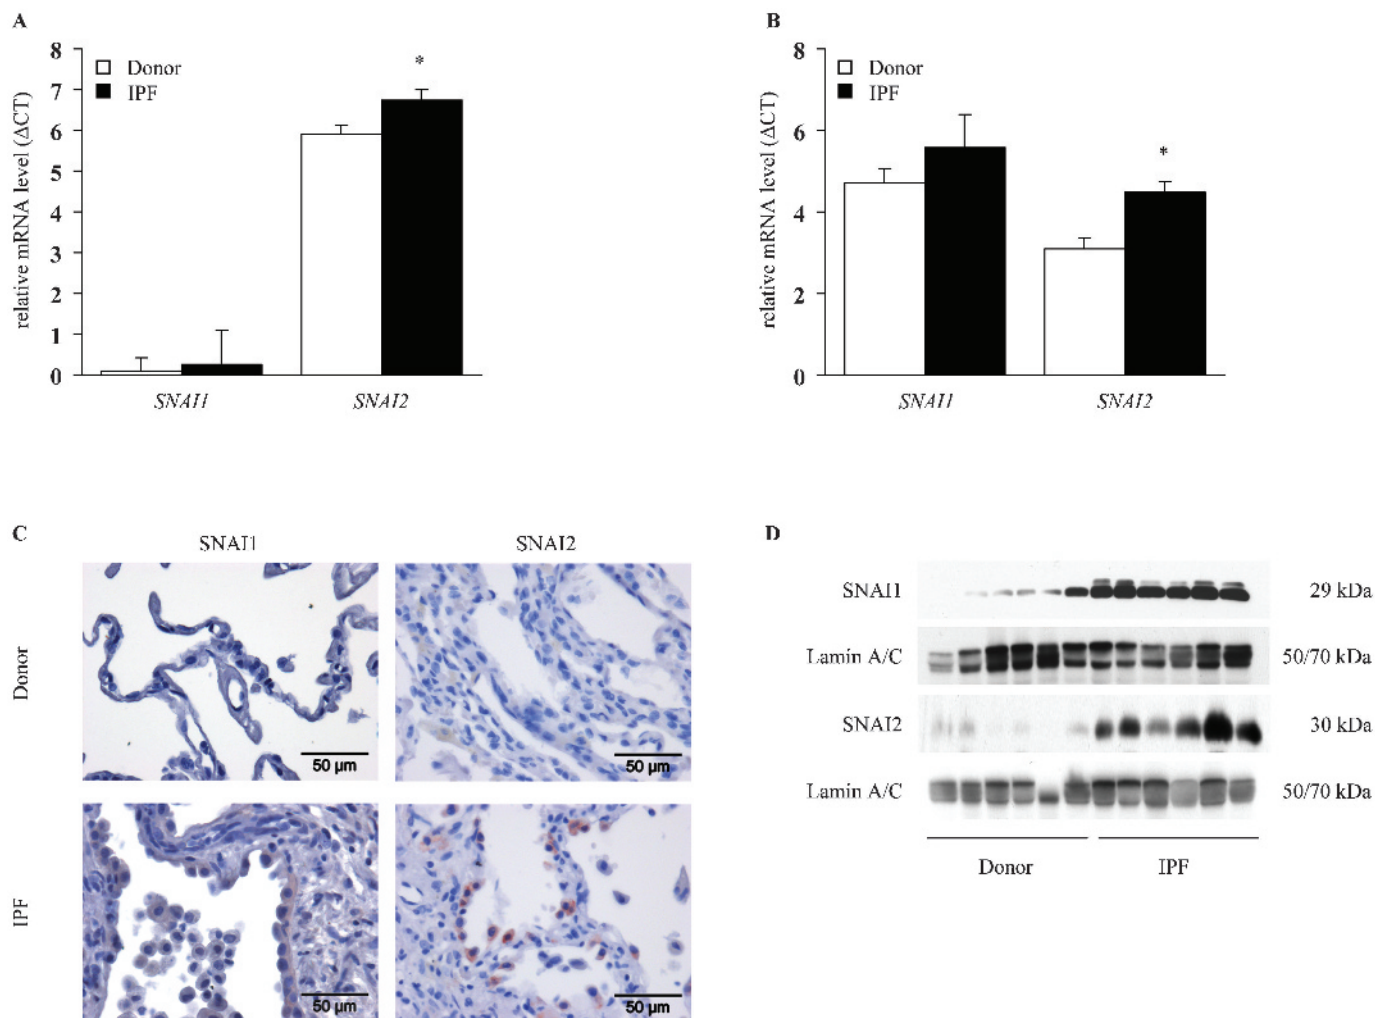 A
relative mRNA level (ΔCT)
8
7
6
5
4
3
2
1
0
Donor
IPF
*
SNAI1
SNAI2
B
relative mRNA level (ΔCT)
8
6
4
2
0
Donor
IPF
*
SNAI1
SNAI2
C
SNAI1
SNAI2
Donor
50 µm
50 µm
IPF
50 µm
50 µm
D
SNAI1
29 kDa
Lamin A/C
50/70 kDa
SNAI2
30 kDa
Lamin A/C
50/70 kDa
Donor
IPF